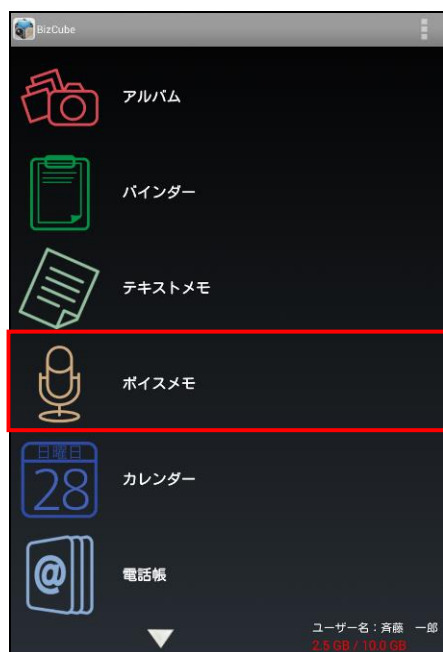 BizCube
アルバム
バインダー
テキストメモ
ボイスメモ
日曜日
28
カレンダー
@
電話帳
ユーザー名：斉藤　一郎
2.5 GB / 10.0 GB